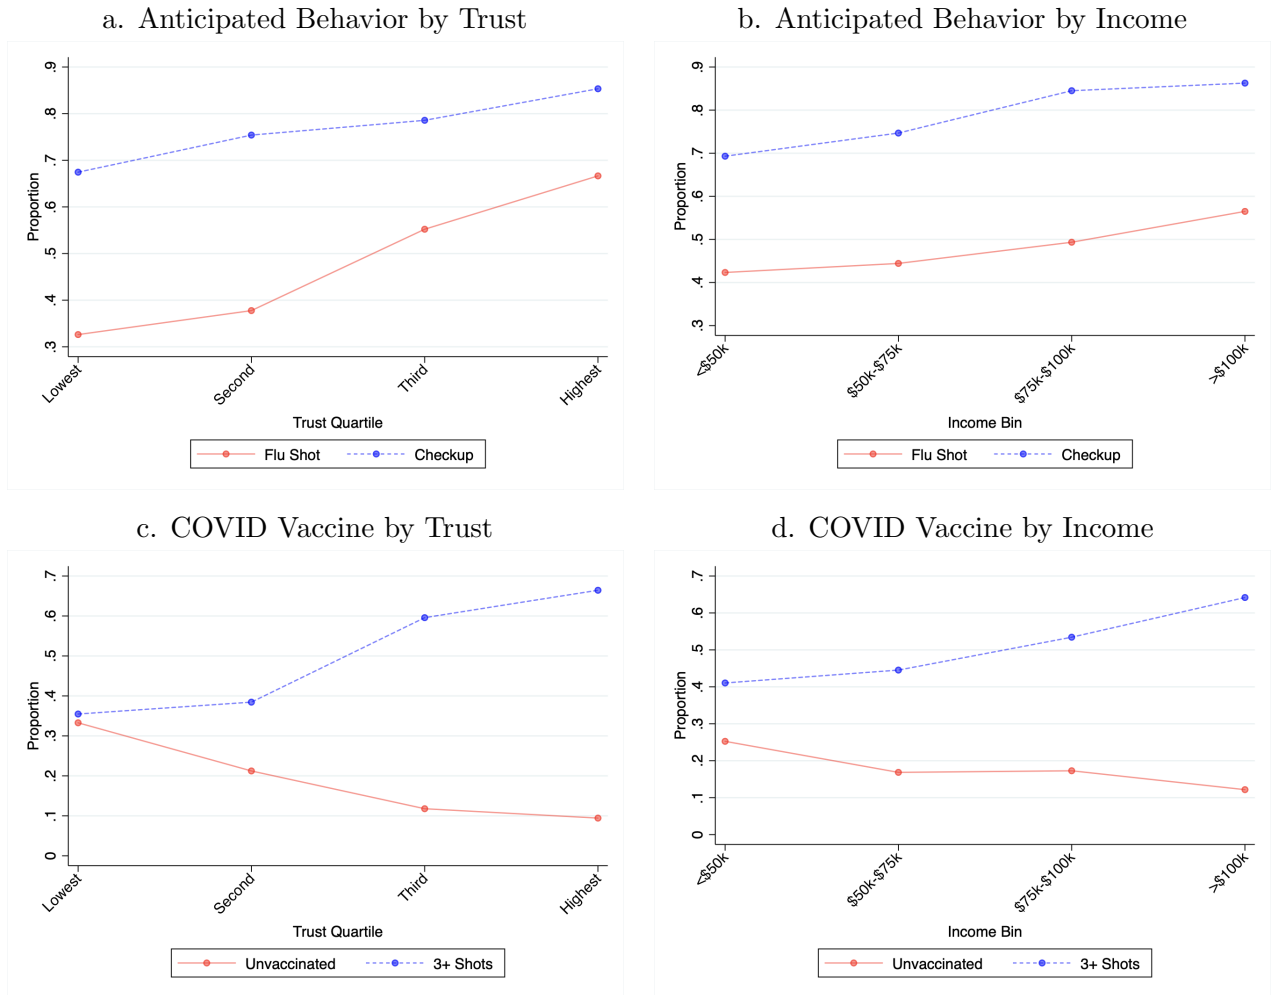 a. Anticipated Behavior by Trust
.9
.8
.7
.6
.5
.4
.3
Proportion
Lowest
Second
Third
Highest
Trust Quartile
Flu Shot
Checkup
b. Anticipated Behavior by Income
.9
.8
.7
.6
.5
.4
.3
Proportion
<$50k
$50k-$75k
$75k-$100k
>$100k
Income Bin
Flu Shot
Checkup
c. COVID Vaccine by Trust
.7
.6
.5
.4
.3
.2
.1
0
Proportion
Lowest
Second
Third
Highest
Trust Quartile
Unvaccinated
3+ Shots
d. COVID Vaccine by Income
.7
.6
.5
.4
.3
.2
.1
0
Proportion
<$50k
$50k-$75k
$75k-$100k
>$100k
Income Bin
Unvaccinated
3+ Shots